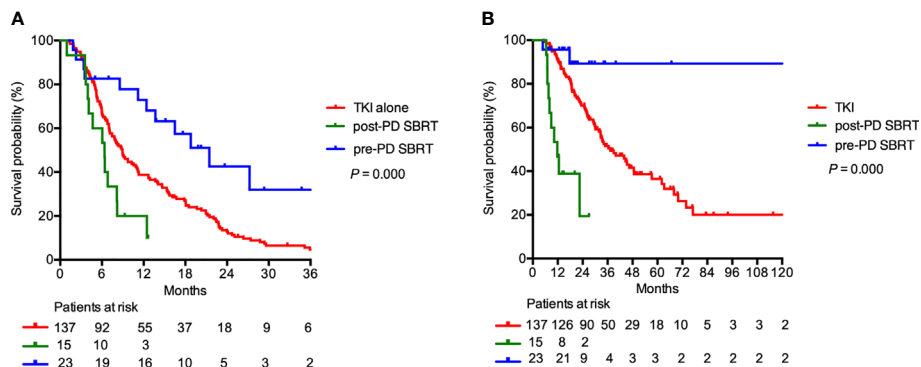 A
Survival probability (%)
100
80
60
40
20
0
0 6 12 18 24 30 36
Months
TKI alone
post-PD SBRT
pre-PD SBRT
P = 0.000
Patients at risk
137 92 55 37 18 9 6
15 10 3
23 19 16 10 5 3 2
B
Survival probability (%)
100
80
60
40
20
0
0 12 24 36 48 60 72 84 96 108 120
Months
TKI
post-PD SBRT
pre-PD SBRT
P = 0.000
Patients at risk
137 126 90 50 29 18 10 5 3 3 2
15 8 2
23 21 9 4 3 3 2 2 2 2 2